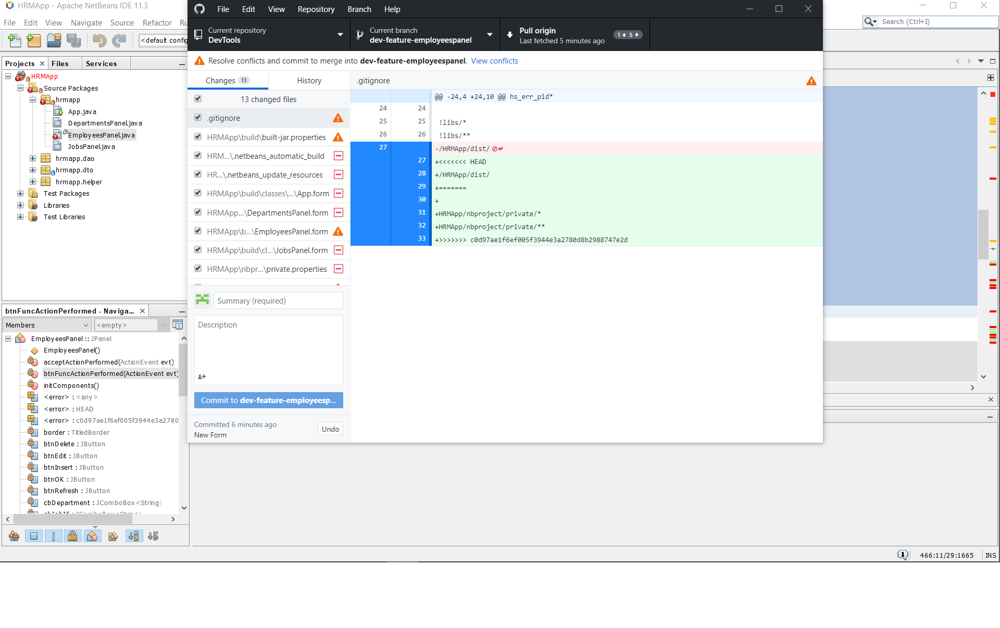 HRMApp - Apache NetBeans IDE 11.3
File Edit View Navigate Source Refactor Ru
<default config
Search (Ctrl+I)
Projects Files Services
HRMApp
Source Packages
hrmapp
App.java
DepartmentsPanel.java
EmployeesPanel.java
JobsPanel.java
hrmapp.dao
hrmapp.dto
hrmapp.helper
Test Packages
Libraries
Test Libraries
btnFuncActionPerformed - Naviga...
Members
<empty>
EmployeesPanel :: JPanel
EmployeesPanel()
acceptActionPerformed(ActionEvent evt)
btnFuncActionPerformed(ActionEvent evt)
initComponents()
<error> : <any>
<error> : HEAD
<error> : c0d97ae1f6ef005f3944e3a2780
border : TitledBorder
btnDelete : JButton
btnEdit : JButton
btnInsert : JButton
btnOK : JButton
btnRefresh : JButton
cbDepartment : JComboBox<String>
File Edit View Repository Branch Help
Current repository
DevTools
Current branch
dev-feature-employeespanel
Pull origin
Last fetched 5 minutes ago
1 5
Resolve conflicts and commit to merge into dev-feature-employeespanel. View conflicts
Changes 13 History
13 changed files
.gitignore
HRMApp\build\built-jar.properties
HRM...\.netbeans_automatic_build
HR...\.netbeans_update_resources
HRMApp\build\classes\...\App.form
HRMApp...\DepartmentsPanel.form
HRMApp\b...\EmployeesPanel.form
HRMApp\build\cl...\JobsPanel.form
HRMApp\nbpr...\private.properties
Summary (required)
Description
Commit to dev-feature-employeesp...
Committed 6 minutes ago
New Form
Undo
.gitignore
@@ -24,4 +24,10 @@ hs_err_pid*
24 24
25 25 !libs/*
26 26 !libs/**
27 -/HRMApp/dist/
27 +<<<<<<< HEAD
28 +/HRMApp/dist/
29 +=======
30 +
31 +HRMApp/nbproject/private/*
32 +HRMApp/nbproject/private/**
33 +>>>>>>> c0d97ae1f6ef005f3944e3a2780d8b2988747e2d
1
466:11/29:1665
INS